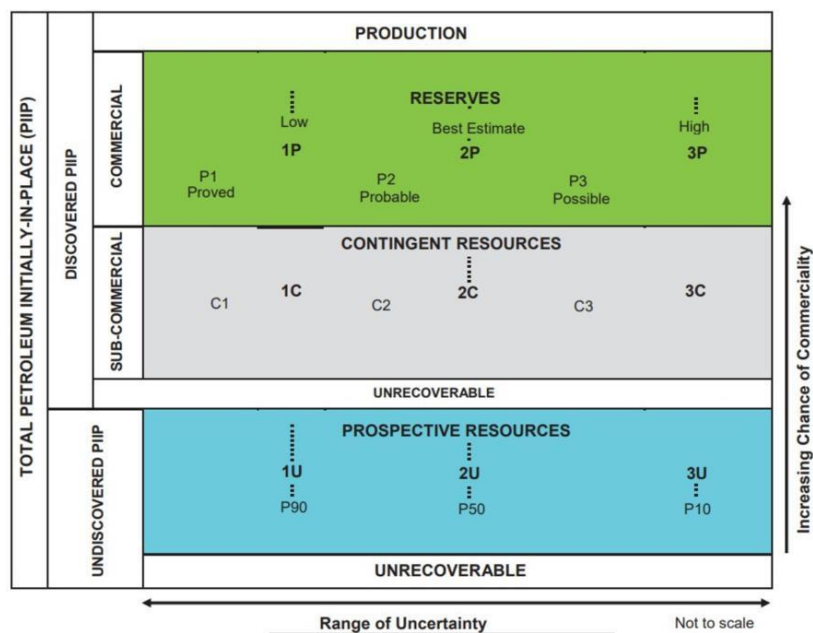 TOTAL PETROLEUM INITIALLY-IN-PLACE (PIIP)
DISCOVERED PIIP
UNDISCOVERED PIIP
COMMERCIAL
SUB-COMMERCIAL
PRODUCTION
RESERVES
Low
Best Estimate
High
1P
2P
3P
P1
Proved
P2
Probable
P3
Possible
CONTINGENT RESOURCES
C1
1C
C2
2C
C3
3C
UNRECOVERABLE
PROSPECTIVE RESOURCES
1U
2U
3U
P90
P50
P10
UNRECOVERABLE
Increasing Chance of Commerciality
Range of Uncertainty
Not to scale